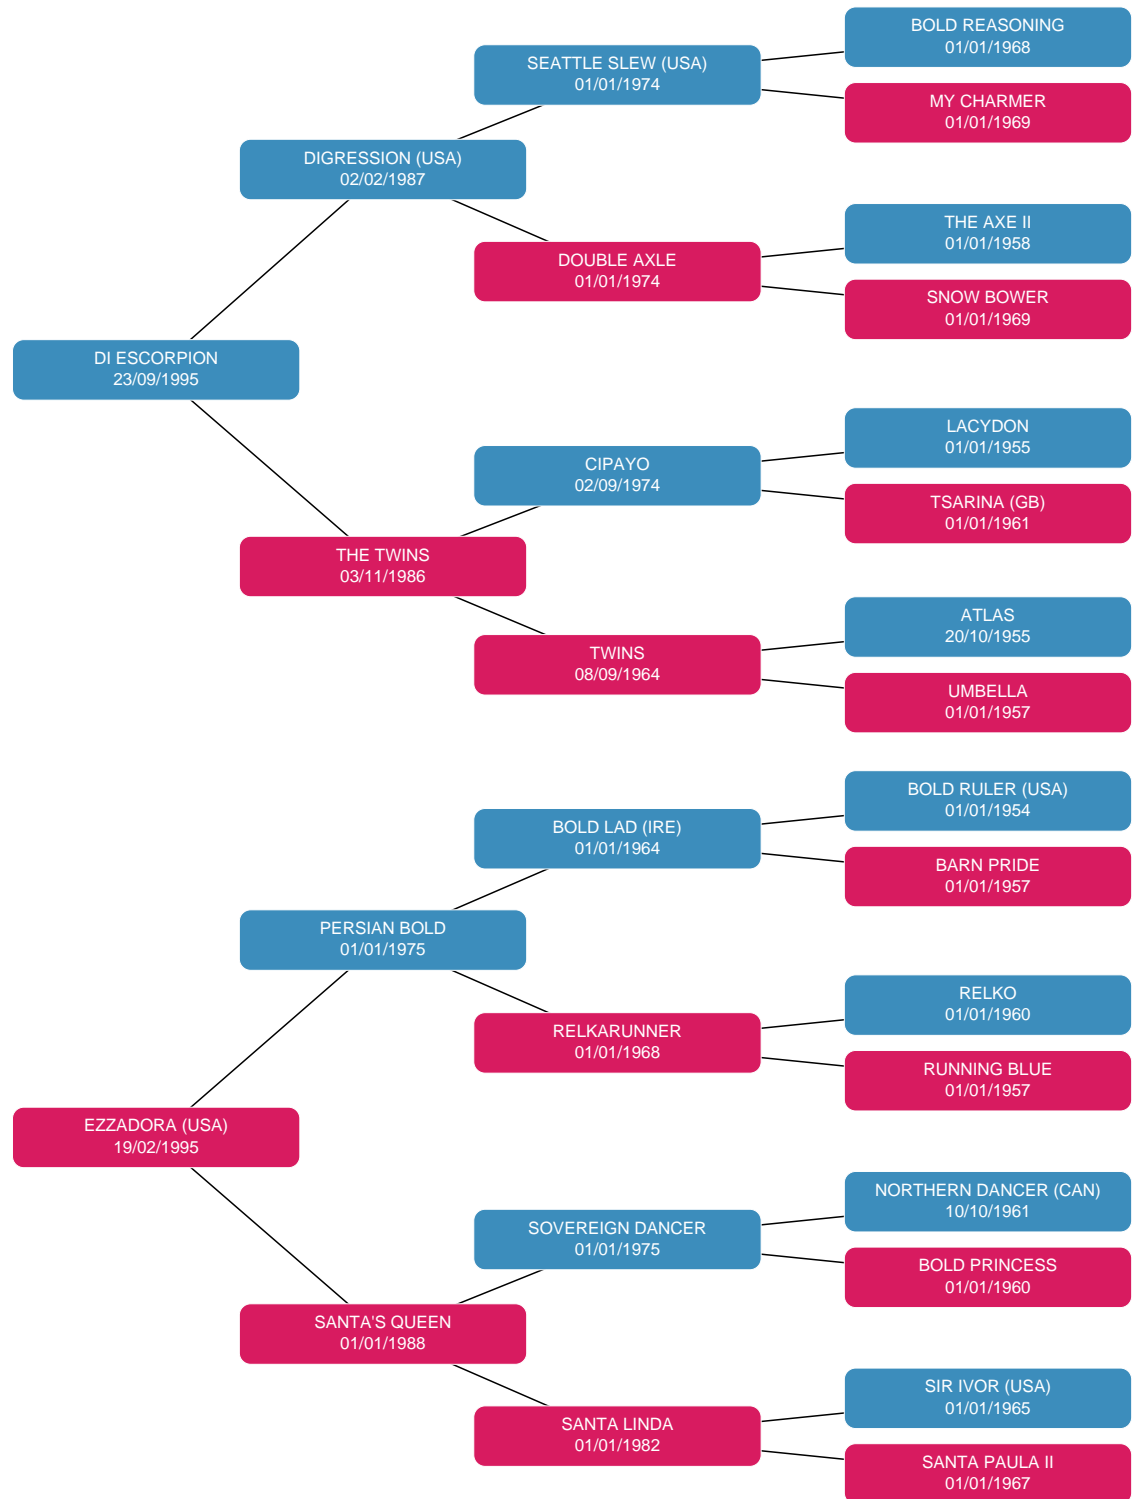 BOLD REASONING
01/01/1968
SEATTLE SLEW (USA)
01/01/1974
MY CHARMER
01/01/1969
DIGRESSION (USA)
02/02/1987
THE AXE II
01/01/1958
DOUBLE AXLE
01/01/1974
SNOW BOWER
01/01/1969
DI ESCORPION
23/09/1995
LACYDON
01/01/1955
CIPAYO
02/09/1974
TSARINA (GB)
01/01/1961
THE TWINS
03/11/1986
ATLAS
20/10/1955
TWINS
08/09/1964
UMBELLA
01/01/1957
BOLD RULER (USA)
01/01/1954
BOLD LAD (IRE)
01/01/1964
BARN PRIDE
01/01/1957
PERSIAN BOLD
01/01/1975
RELKO
01/01/1960
RELKARUNNER
01/01/1968
RUNNING BLUE
01/01/1957
EZZADORA (USA)
19/02/1995
NORTHERN DANCER (CAN)
10/10/1961
SOVEREIGN DANCER
01/01/1975
BOLD PRINCESS
01/01/1960
SANTA'S QUEEN
01/01/1988
SIR IVOR (USA)
01/01/1965
SANTA LINDA
01/01/1982
SANTA PAULA II
01/01/1967